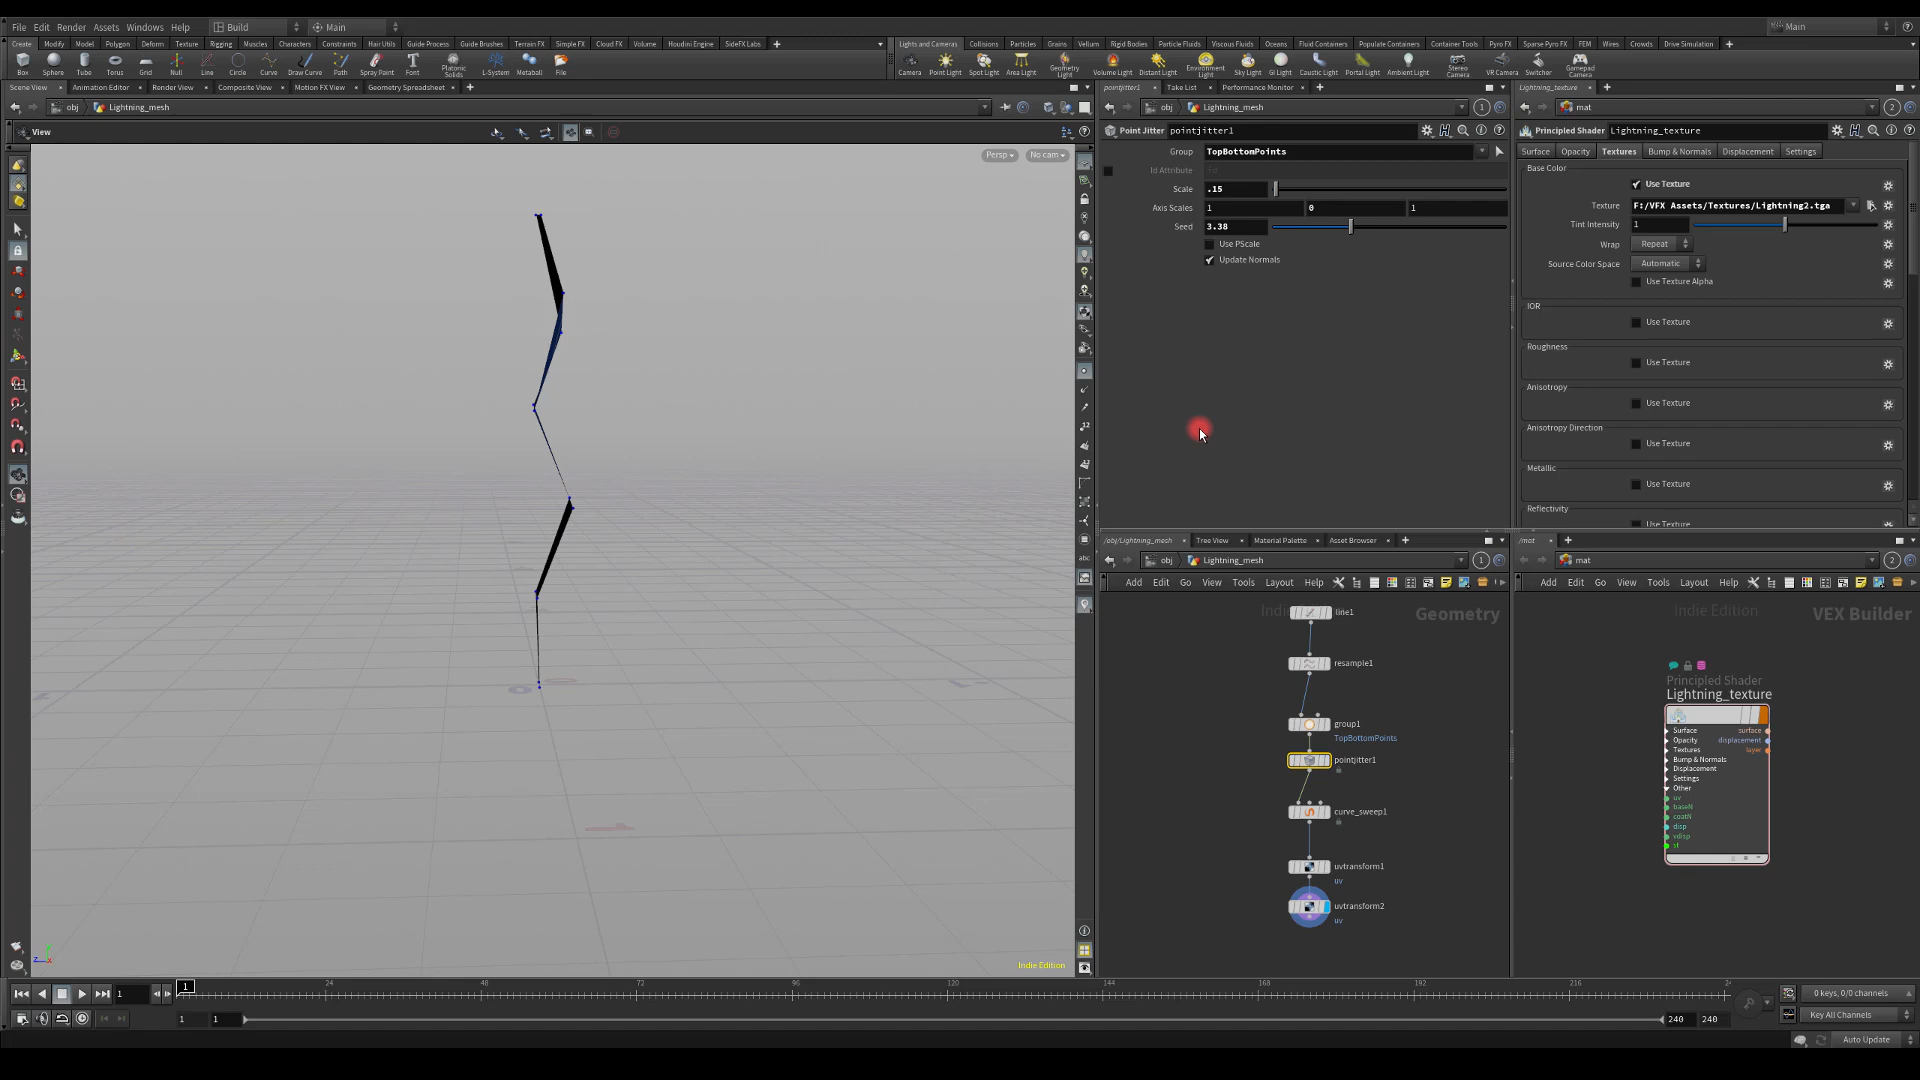 File Edit Render Assets Windows Help Build Main Main
Create Modify Model Polygon Deform Texture Rigging Muscles Characters Constraints Hair Utils Guide Process Guide Brushes Terrain FX Simple FX Cloud FX Volume Houdini Engine SideFX Labs
Lights and Cameras Collisions Particles Grains Vellum Rigid Bodies Particle Fluids Viscous Fluids Oceans Fluid Containers Populate Containers Container Tools Pyro FX Sparse Pyro FX FEM Wires Crowds Drive Simulation
Box Sphere Tube Torus Grid Null Line Circle Curve Draw Curve Path Spray Paint Font Platonic Solids L-System Metaball File
Camera Point Light Spot Light Area Light Geometry Light Volume Light Distant Light Environment Light Sky Light GI Light Caustic Light Portal Light Ambient Light Stereo Camera VR Camera Switcher Gamepad Camera
Scene View Animation Editor Render View Composite View Motion FX View Geometry Spreadsheet
obj Lightning_mesh
View
Persp No cam
Indie Edition
pointjitter1 Take List Performance Monitor
obj Lightning_mesh 1
Point Jitter pointjitter1
Group TopBottomPoints
Id Attribute id
Scale .15
Axis Scales 1 0 1
Seed 3.38
Use PScale
Update Normals
Lightning_texture
mat 2
Principled Shader Lightning_texture
Surface Opacity Textures Bump & Normals Displacement Settings
Base Color
Use Texture
Texture F:/VFX Assets/Textures/Lightning2.tga
Tint Intensity 1
Wrap Repeat
Source Color Space Automatic
Use Texture Alpha
IOR
Use Texture
Roughness
Use Texture
Anisotropy
Use Texture
Anisotropy Direction
Use Texture
Metallic
Use Texture
Reflectivity
Use Texture
/obj/Lightning_mesh Tree View Material Palette Asset Browser
obj Lightning_mesh 1
Add Edit Go View Tools Layout Help
Geometry
line1
resample1
group1
TopBottomPoints
pointjitter1
curve_sweep1
uvtransform1
uv
uvtransform2
uv
/mat
mat 2
Add Edit Go View Tools Layout Help
Indie Edition VEX Builder
Principled Shader
Lightning_texture
Surface surface
Opacity displacement
Textures layer
Bump & Normals
Displacement
Settings
Other
uv
baseN
coatN
disp
vdisp
st
1 1 24 48 72 96 120 144 168 192 216
1 1 240 240
0 keys, 0/0 channels
Key All Channels
Auto Update
abc